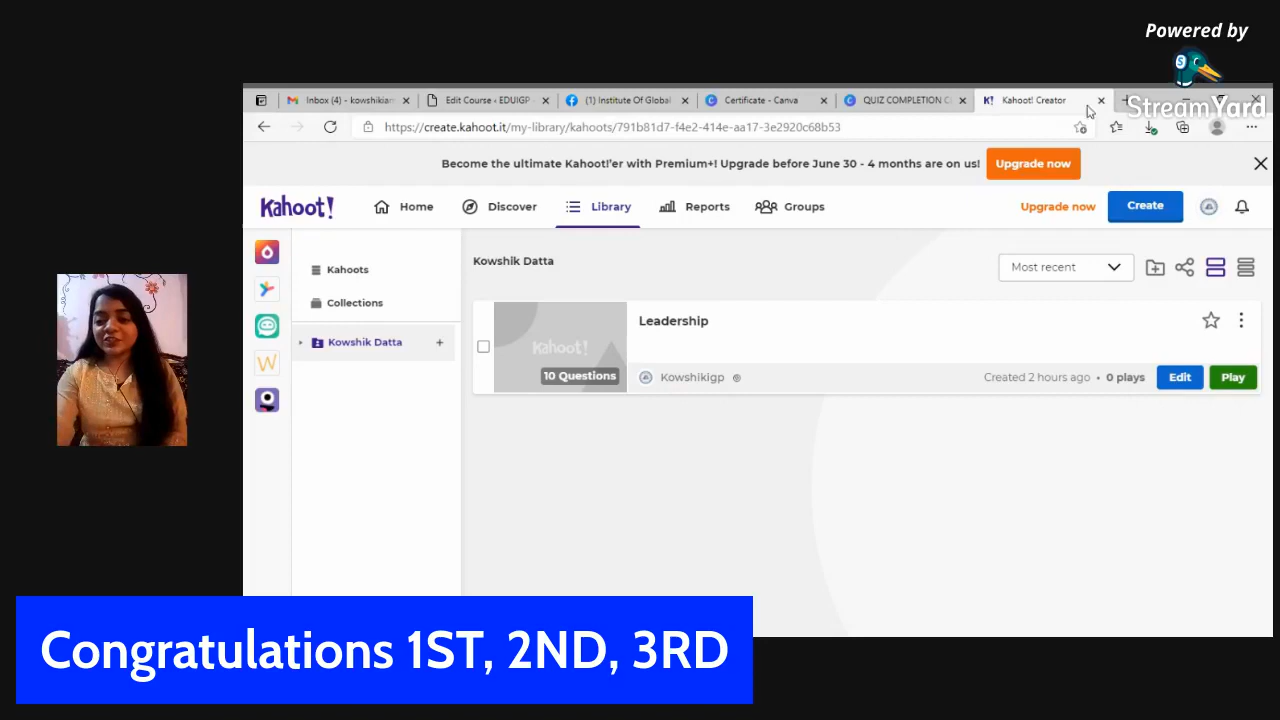 Powered by
StreamYard
Inbox (4) - kowshikiar
Edit Course ‹ EDUIGP
(1) Institute Of Global
Certificate - Canva
QUIZ COMPLETION C
K! Kahoot! Creator
https://create.kahoot.it/my-library/kahoots/791b81d7-f4e2-414e-aa17-3e2920c68b53
Become the ultimate Kahoot!'er with Premium+! Upgrade before June 30 - 4 months are on us!
Upgrade now
Kahoot!
Home
Discover
Library
Reports
Groups
Upgrade now
Create
Kahoots
Collections
Kowshik Datta
Kowshik Datta
Most recent
Kahoot!
10 Questions
Leadership
Kowshikigp
Created 2 hours ago • 0 plays
Edit
Play
Congratulations 1ST, 2ND, 3RD